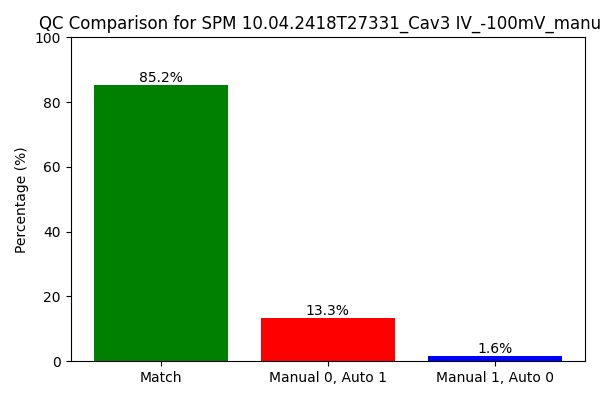 QC Comparison for SPM 10.04.2418T27331_Cav3 IV_-100mV_manu
Percentage (%)
100
80
60
40
20
0
85.2%
13.3%
1.6%
Match
Manual 0, Auto 1
Manual 1, Auto 0